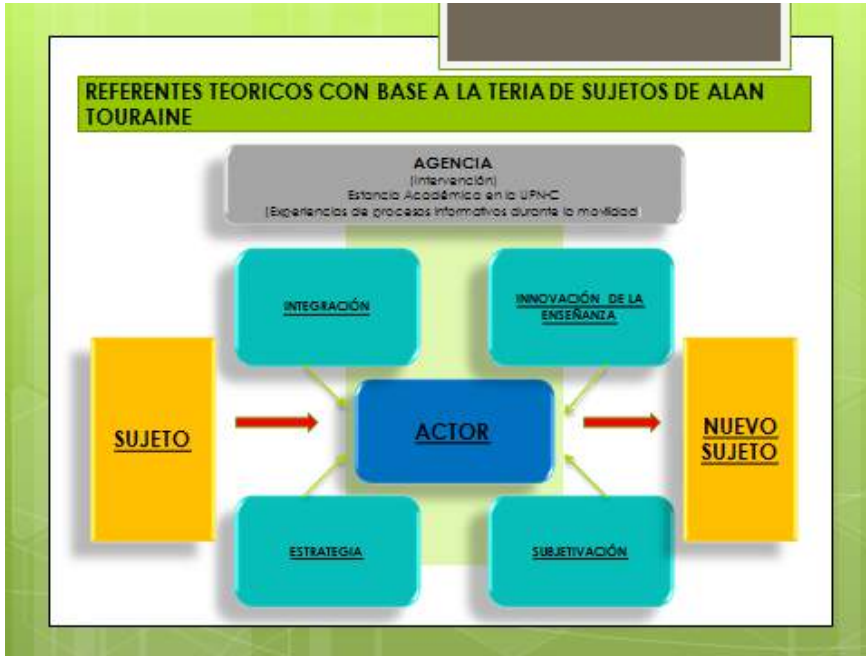 REFERENTES TEORICOS CON BASE A LA TERIA DE SUJETOS DE ALAN
TOURAINE
AGENCIA
(Intervención)
Estancia Académica en la UPN-C
(Experiencias de procesos informativos durante la movilidad)
INTEGRACIÓN
INNOVACIÓN DE LA
ENSEÑANZA
SUJETO
ACTOR
NUEVO
SUJETO
ESTRATEGIA
SUBJETIVACIÓN